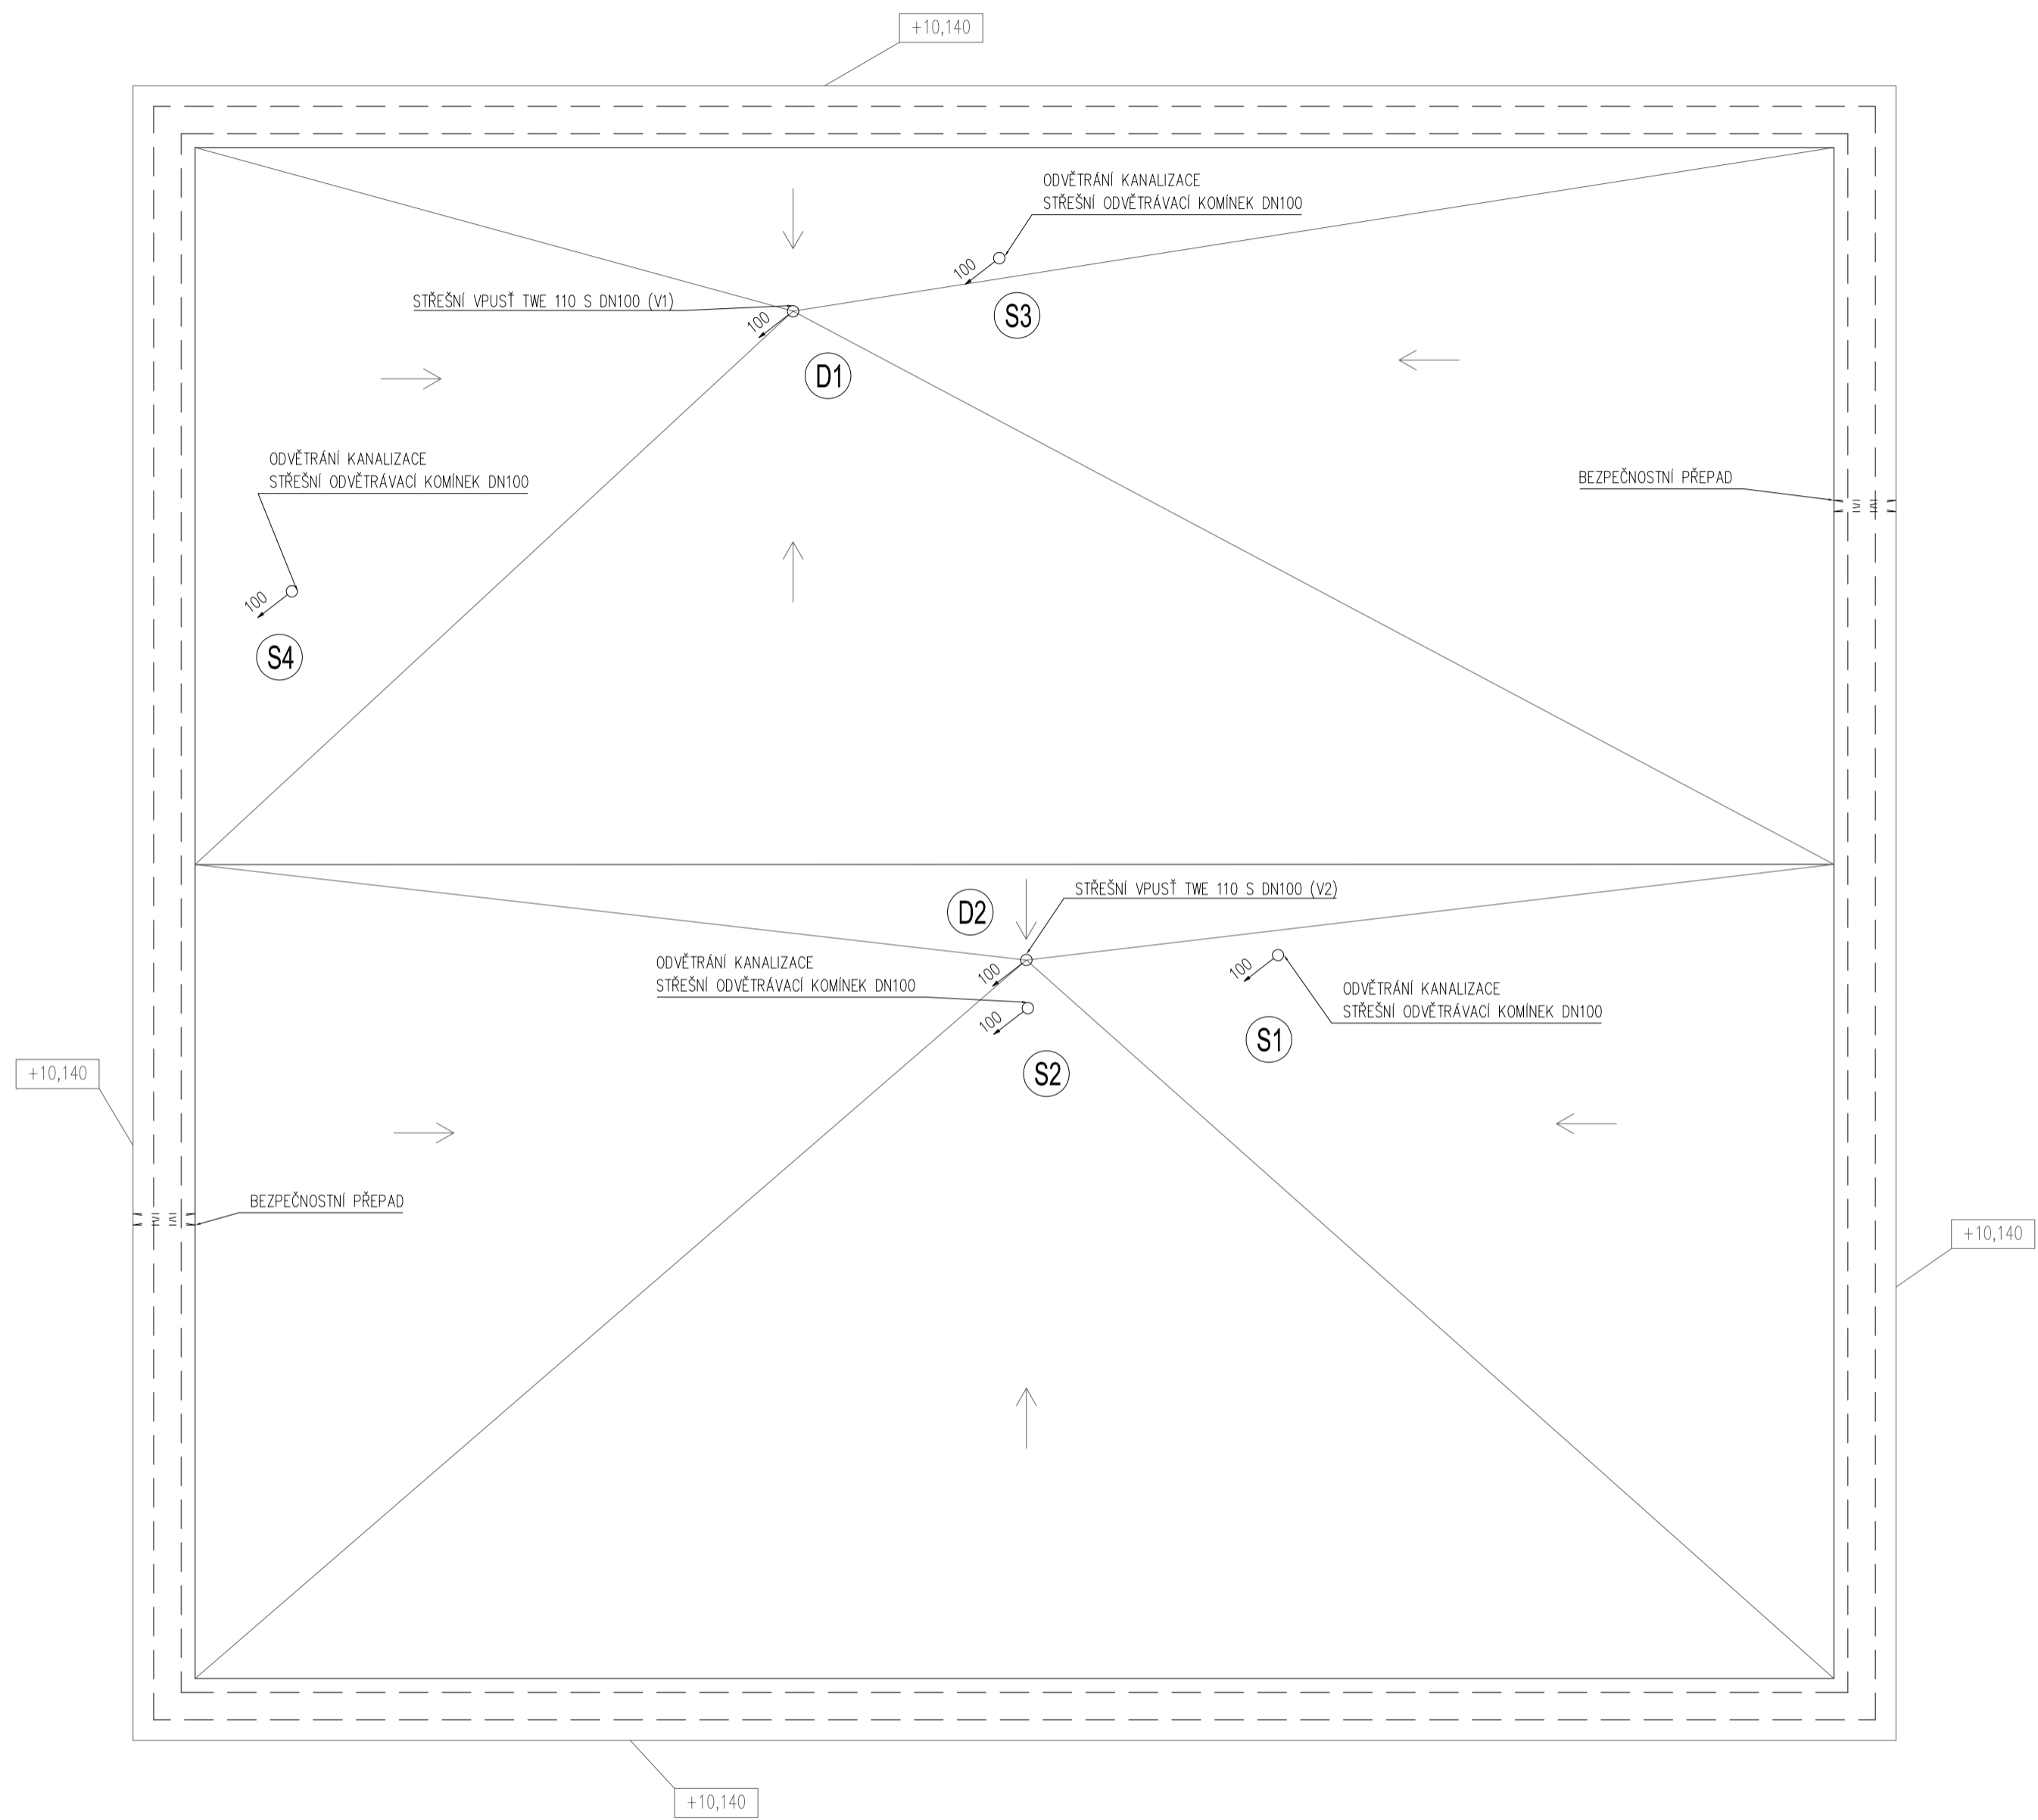 +10,140
ODVĚTRÁNÍ KANALIZACE
STŘEŠNÍ ODVĚTRÁVACÍ KOMÍNEK DN100
100
S3
STŘEŠNÍ VPUSŤ TWE 110 S DN100 (V1)
100
D1
ODVĚTRÁNÍ KANALIZACE
STŘEŠNÍ ODVĚTRÁVACÍ KOMÍNEK DN100
100
S4
BEZPEČNOSTNÍ PŘEPAD
STŘEŠNÍ VPUSŤ TWE 110 S DN100 (V2)
D2
100
ODVĚTRÁNÍ KANALIZACE
STŘEŠNÍ ODVĚTRÁVACÍ KOMÍNEK DN100
100
S2
100
ODVĚTRÁNÍ KANALIZACE
STŘEŠNÍ ODVĚTRÁVACÍ KOMÍNEK DN100
S1
+10,140
BEZPEČNOSTNÍ PŘEPAD
+10,140
+10,140